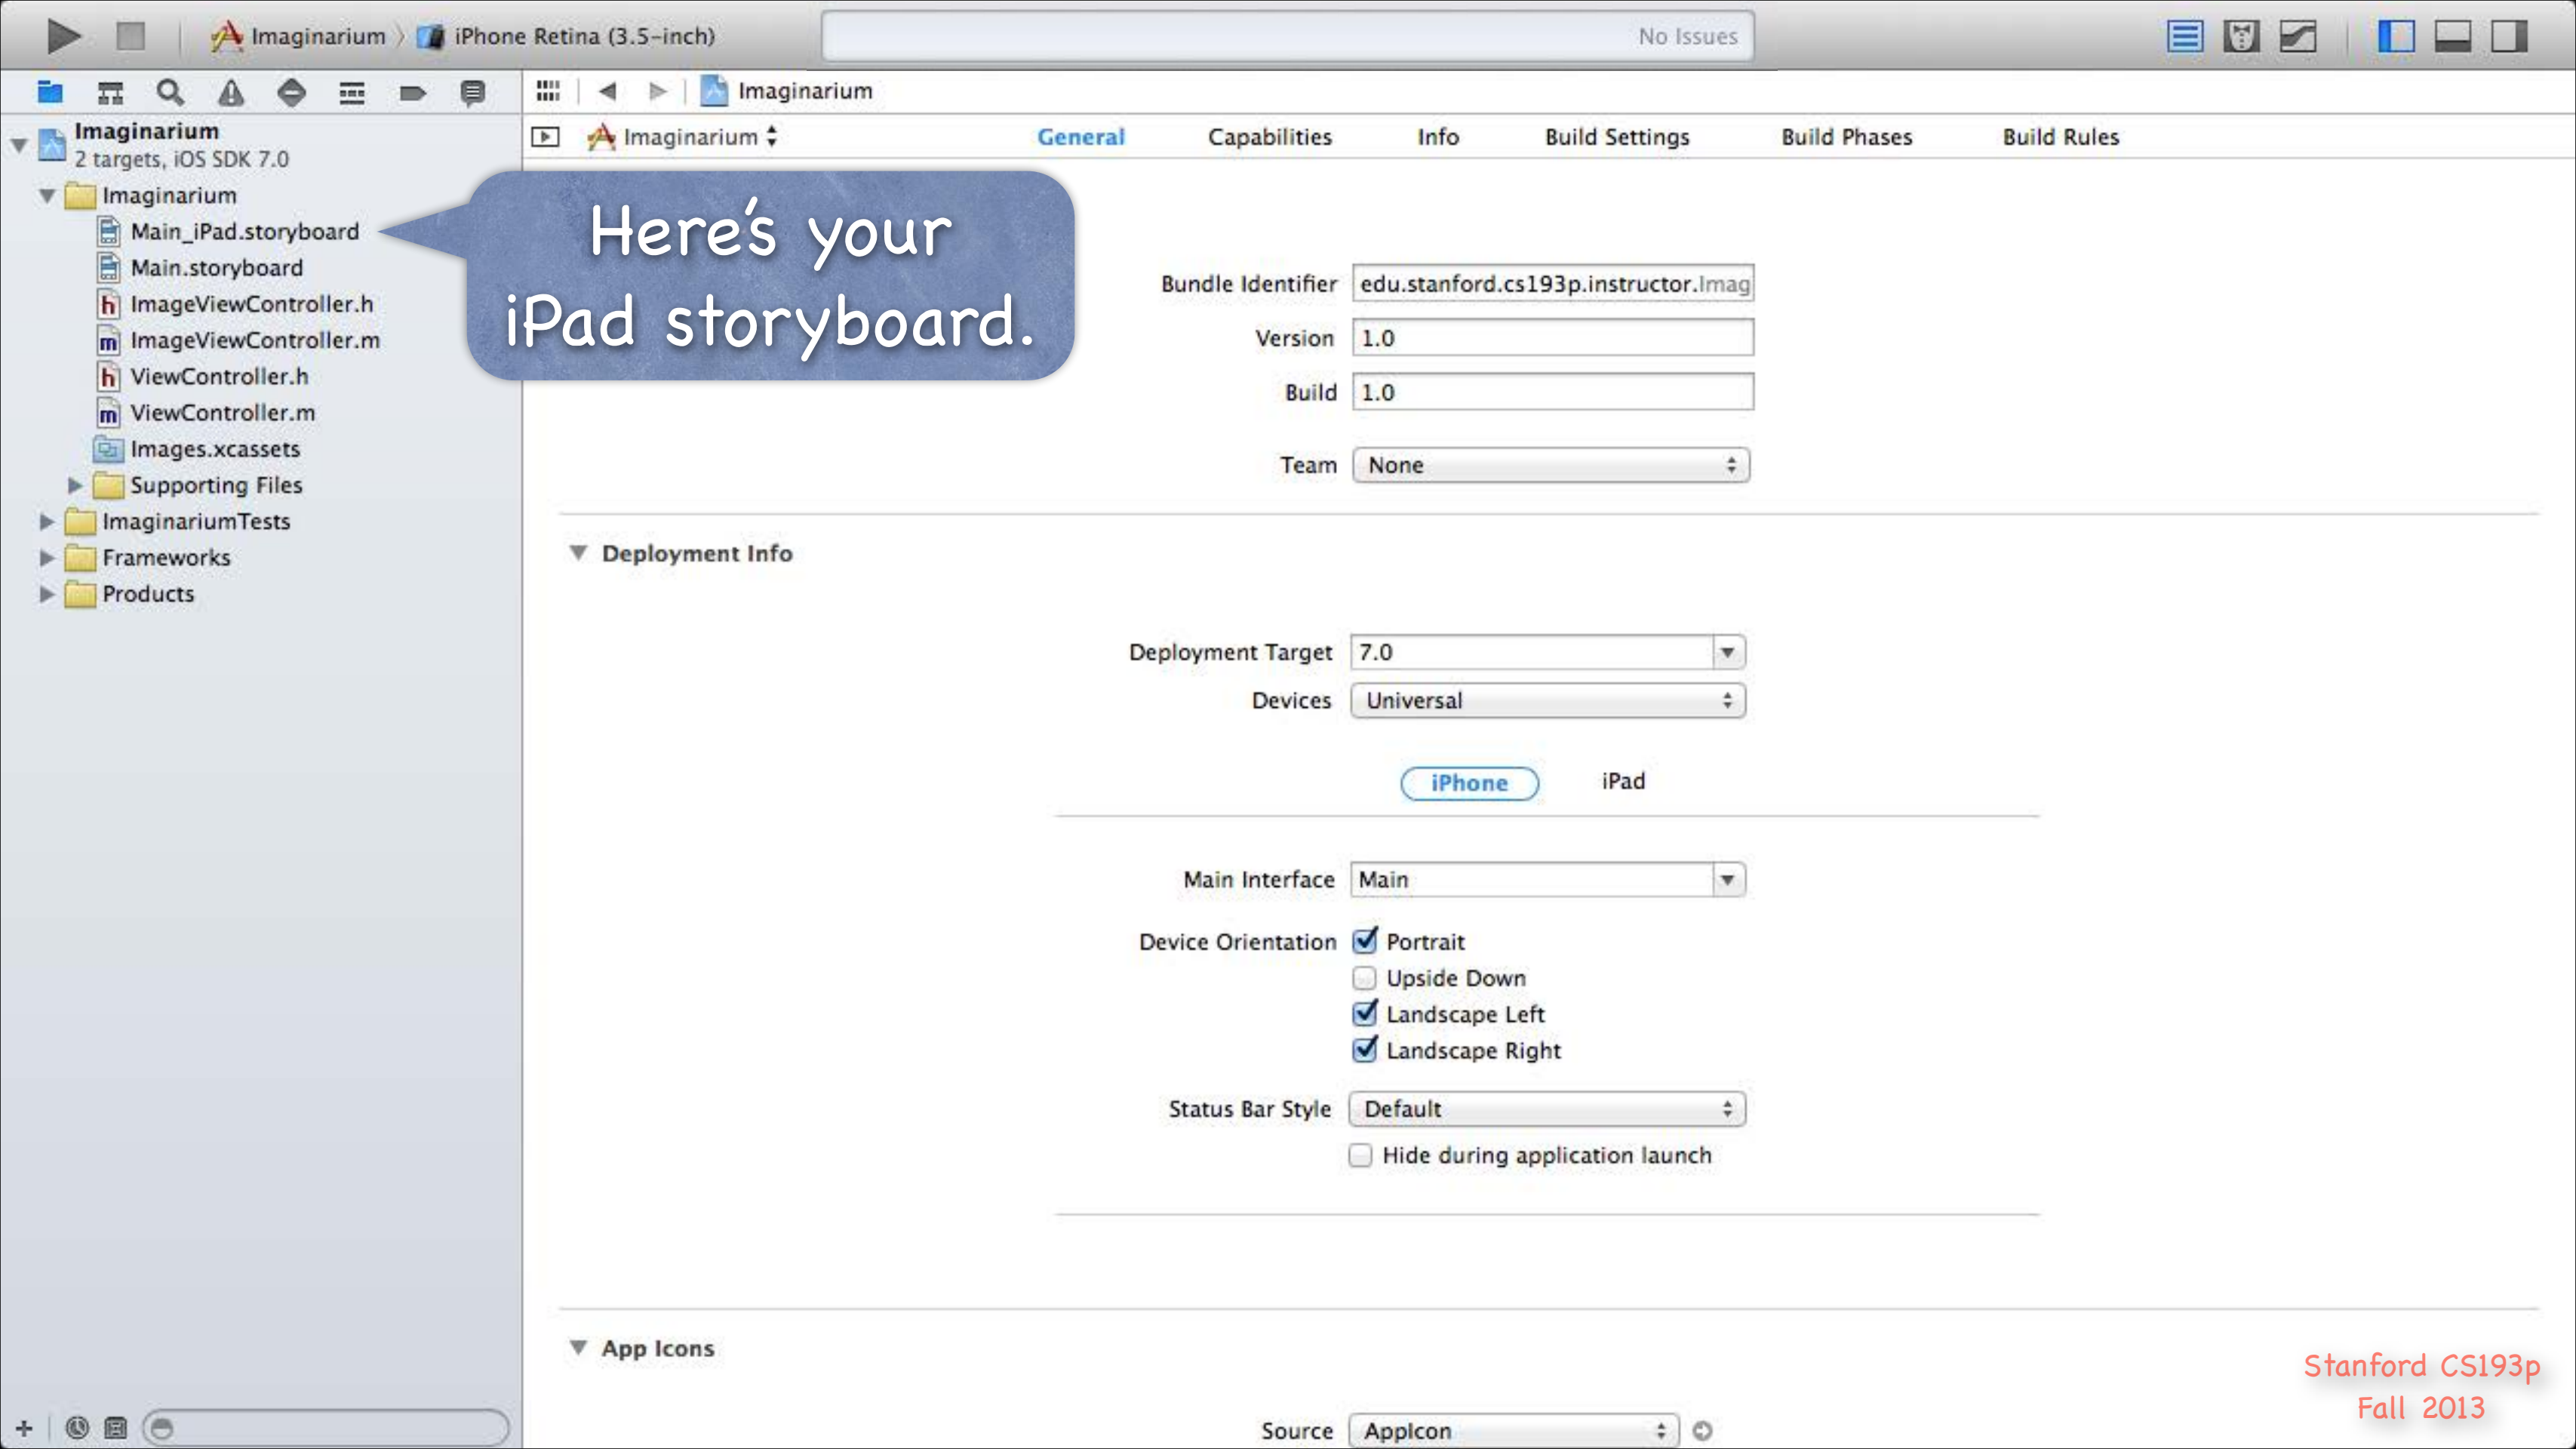 Imaginarium 〉 iPhone Retina (3.5-inch)
No Issues
Imaginarium
Imaginarium
2 targets, iOS SDK 7.0
Imaginarium
Main_iPad.storyboard
Main.storyboard
h ImageViewController.h
m ImageViewController.m
h ViewController.h
m ViewController.m
Images.xcassets
Supporting Files
ImaginariumTests
Frameworks
Products
Imaginarium
General Capabilities Info Build Settings Build Phases Build Rules
Here's your
iPad storyboard.
Bundle Identifier edu.stanford.cs193p.instructor.Imag
Version 1.0
Build 1.0
Team None
Deployment Info
Deployment Target 7.0
Devices Universal
iPhone iPad
Main Interface Main
Device Orientation Portrait
Upside Down
Landscape Left
Landscape Right
Status Bar Style Default
Hide during application launch
App Icons
Source AppIcon
Stanford CS193p
Fall 2013